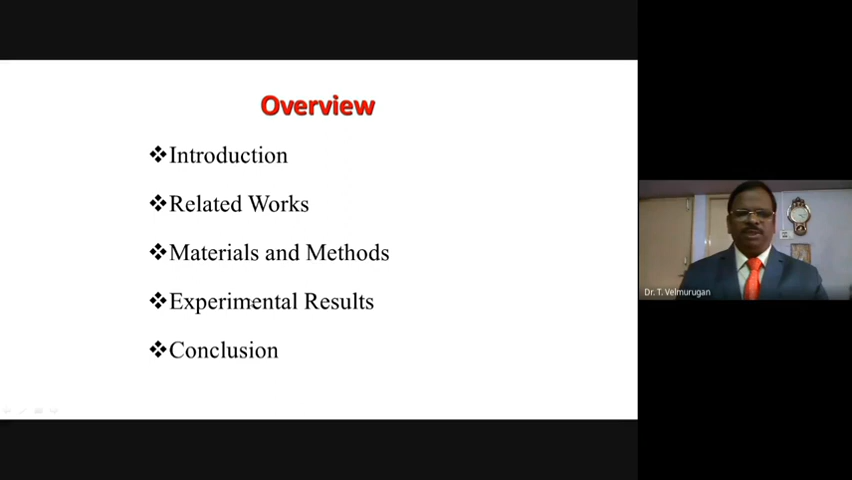 Overview
❖Introduction
❖Related Works
❖Materials and Methods
❖Experimental Results
❖Conclusion
Dr. T. Velmurugan